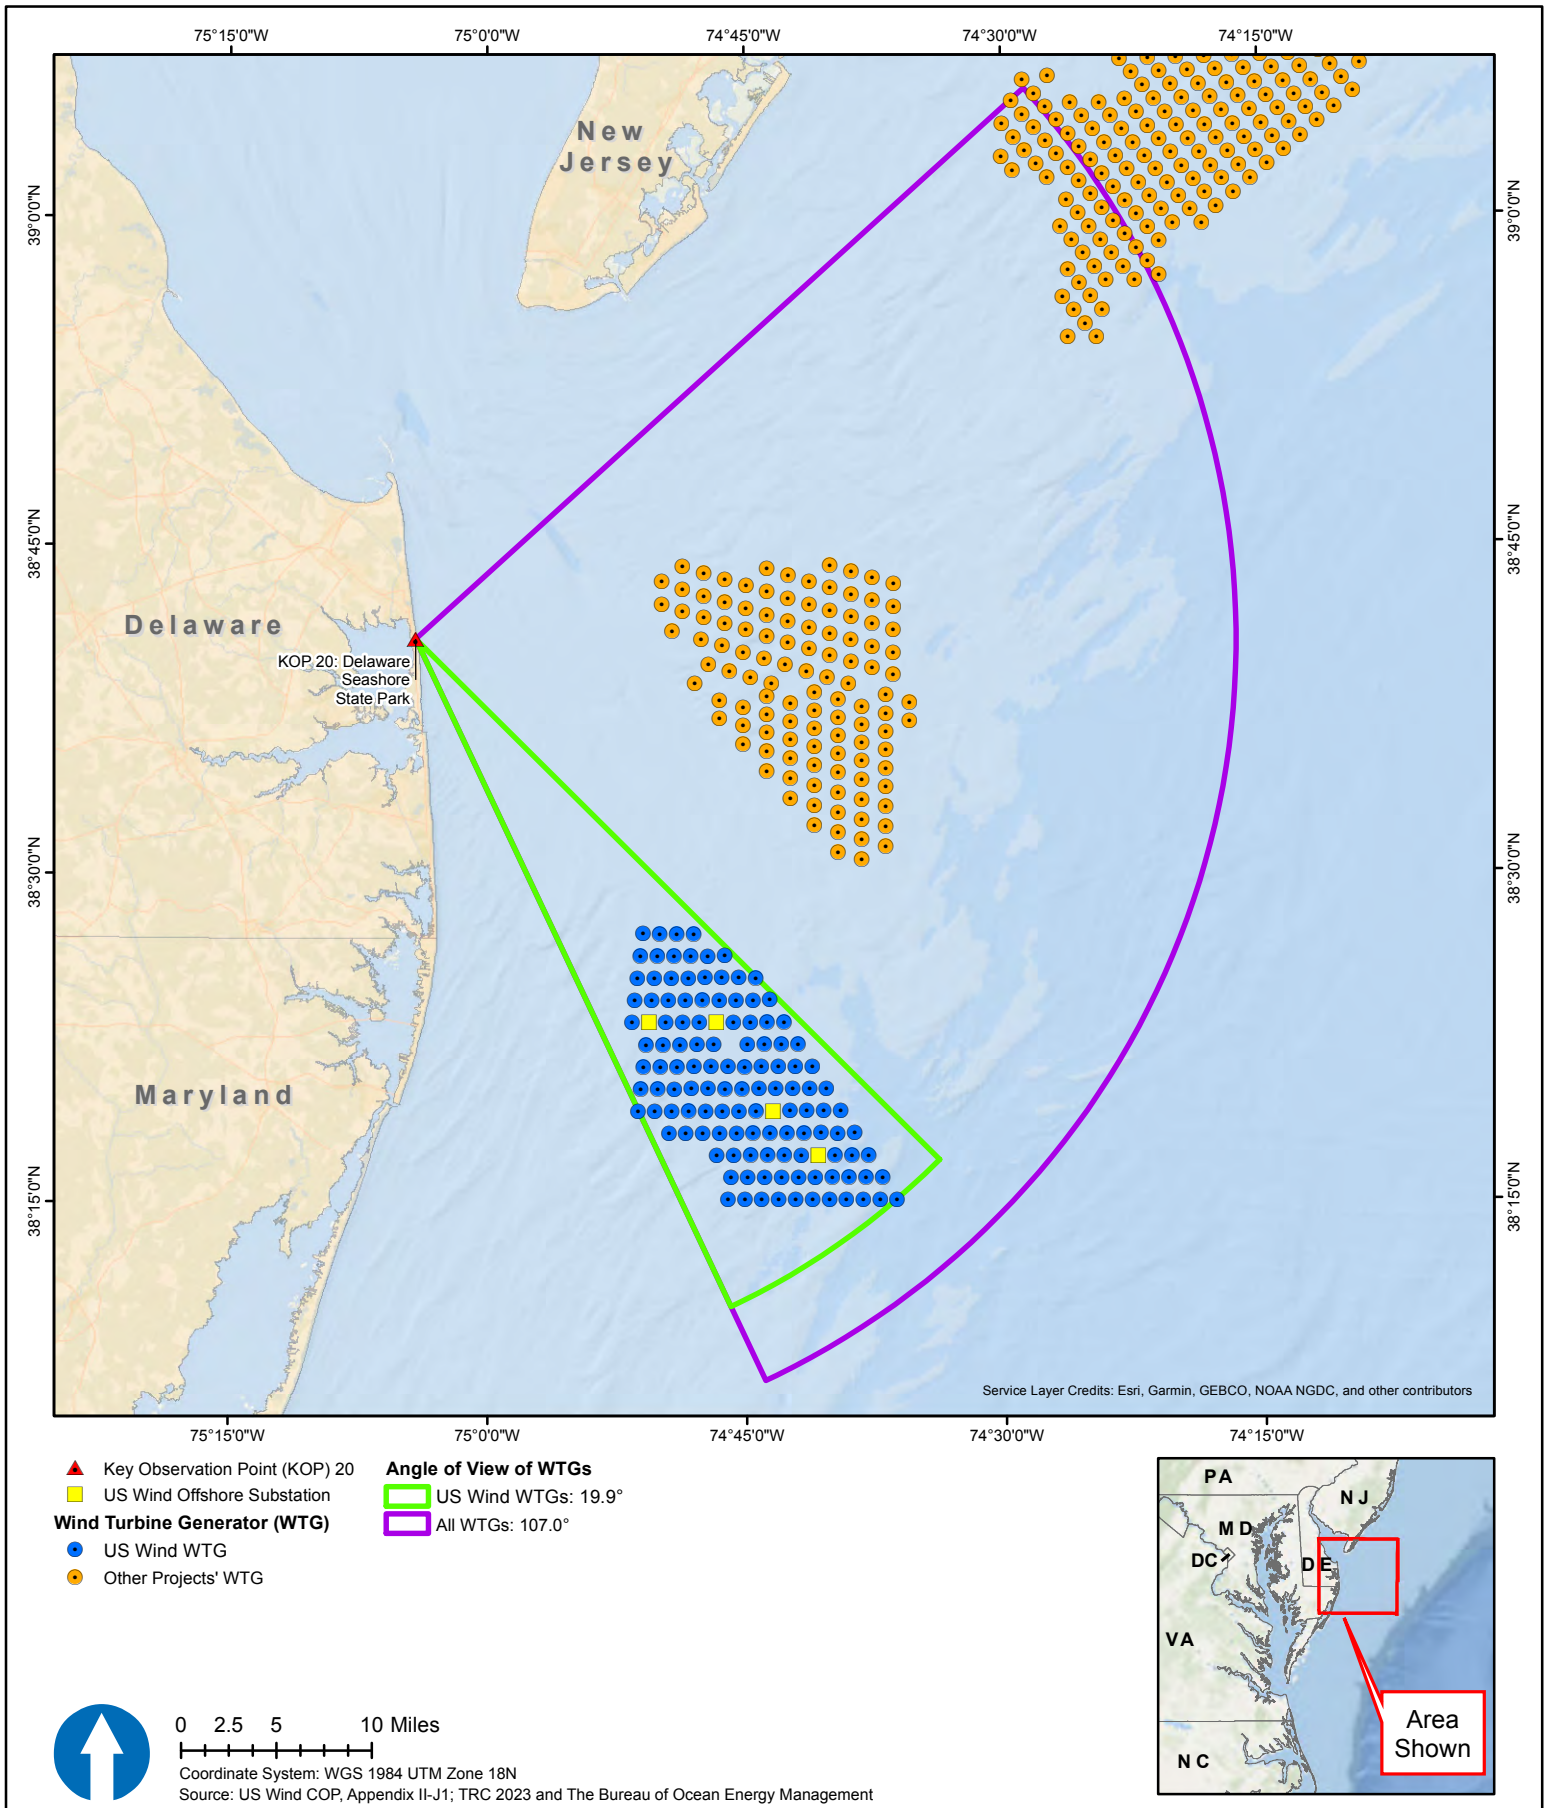 75°15'0"W 75°0'0"W 74°45'0"W 74°30'0"W 74°15'0"W
39°0'0"N
38°45'0"N
38°30'0"N
38°15'0"N
39°0'0"N
38°45'0"N
38°30'0"N
38°15'0"N
New
Jersey
Delaware
KOP 20: Delaware
Seashore
State Park
Maryland
Service Layer Credits: Esri, Garmin, GEBCO, NOAA NGDC, and other contributors
75°15'0"W 75°0'0"W 74°45'0"W 74°30'0"W 74°15'0"W
Key Observation Point (KOP) 20
US Wind Offshore Substation
Wind Turbine Generator (WTG)
US Wind WTG
Other Projects' WTG
Angle of View of WTGs
US Wind WTGs: 19.9°
All WTGs: 107.0°
PA
NJ
MD
DC
DE
VA
NC
Area
Shown
0 2.5 5 10 Miles
Coordinate System: WGS 1984 UTM Zone 18N
Source: US Wind COP, Appendix II-J1; TRC 2023 and The Bureau of Ocean Energy Management